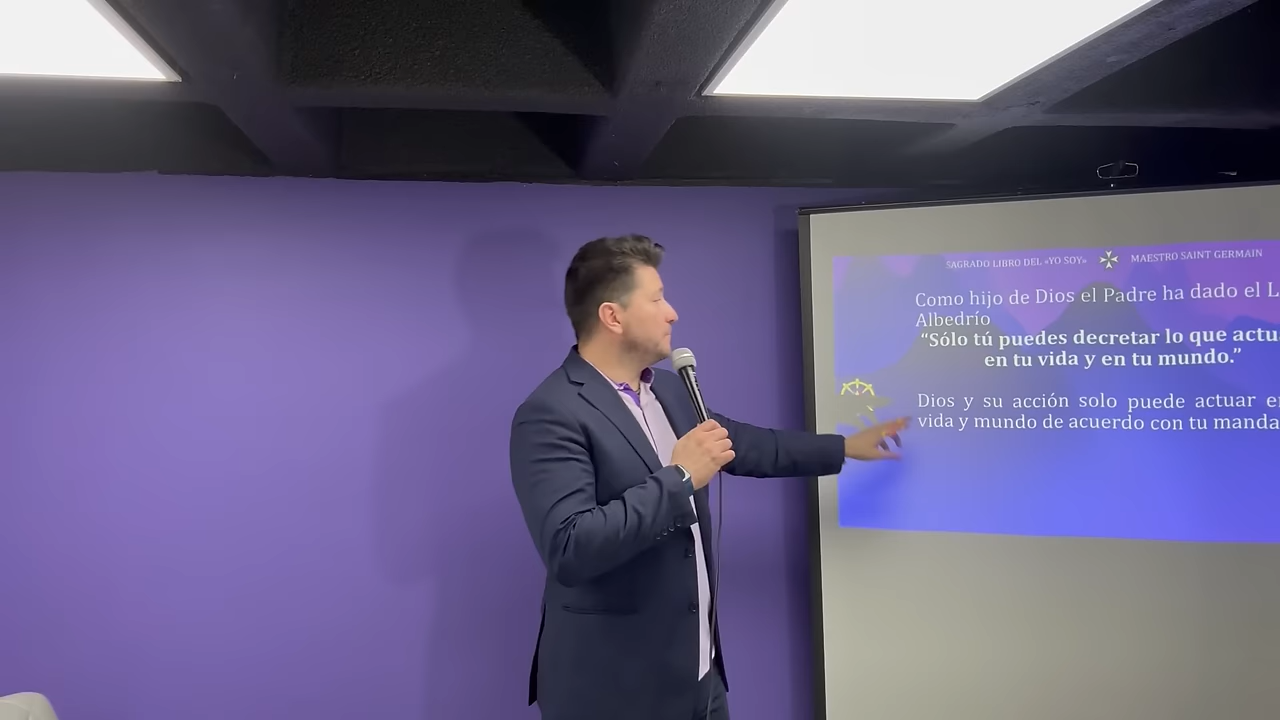 SAGRADO LIBRO DEL «YO SOY» MAESTRO SAINT GERMAIN
Como hijo de Dios el Padre ha dado el L
Albedrío
“Sólo tú puedes decretar lo que actu
en tu vida y en tu mundo.”
Dios y su acción solo puede actuar e
vida y mundo de acuerdo con tu manda